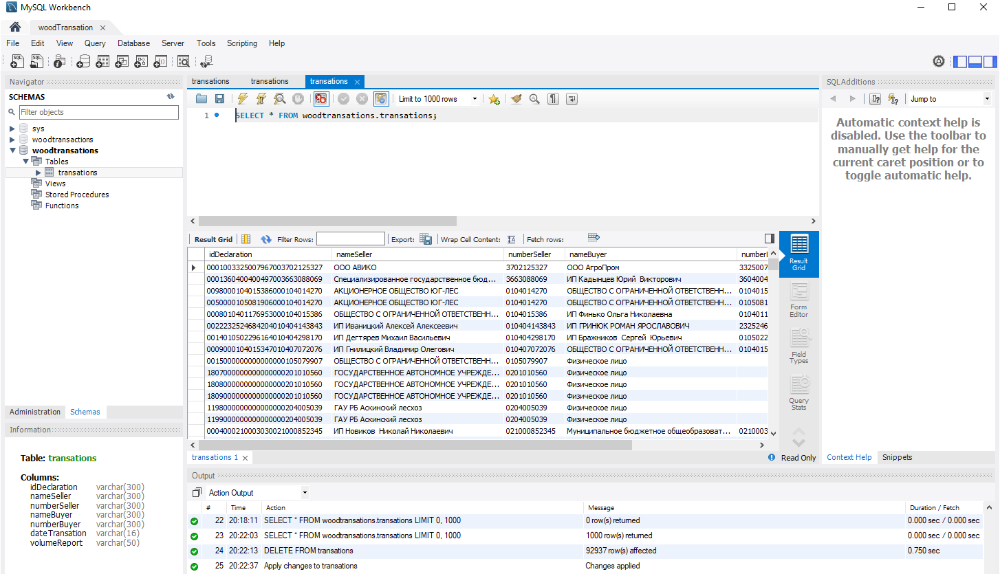 MySQL Workbench
woodTransation
File Edit View Query Database Server Tools Scripting Help
Navigator
SCHEMAS
Filter objects
sys
woodtransactions
woodtransations
Tables
transations
Views
Stored Procedures
Functions
Administration Schemas
Information
Table: transations
Columns:
idDeclaration varchar(300)
nameSeller varchar(300)
numberSeller varchar(300)
nameBuyer varchar(300)
numberBuyer varchar(300)
dateTransation varchar(16)
volumeReport varchar(50)
transations transations transations
Limit to 1000 rows
1 SELECT * FROM woodtransations.transations;
Result Grid Filter Rows: Export: Wrap Cell Content: Fetch rows:
idDeclaration nameSeller numberSeller nameBuyer
0001003325007967003702125327 ООО АВИКО 3702125327 ООО АгроПром 3325007
0001360400400497003663088069 Специализированное государственное бюд... 3663088069 ИП Кадынцев Юрий Викторович 3604004
0098000104015386000104014270 АКЦИОНЕРНОЕ ОБЩЕСТВО ЮГ-ЛЕС 0104014270 ОБЩЕСТВО С ОГРАНИЧЕННОЙ ОТВЕТСТВЕНН... 0104015
0050000105081906000104014270 АКЦИОНЕРНОЕ ОБЩЕСТВО ЮГ-ЛЕС 0104014270 ОБЩЕСТВО С ОГРАНИЧЕННОЙ ОТВЕТСТВЕНН... 0105081
0008010401176953000104015386 ОБЩЕСТВО С ОГРАНИЧЕННОЙ ОТВЕТСТВЕНН... 0104015386 ИП Финько Ольга Николаевна 0104011
0022232524684204010404143843 ИП Иваницкий Алексей Алексеевич 010404143843 ИП ГРИНЮК РОМАН ЯРОСЛАВОВИЧ 2325246
0014010502296164010404298170 ИП Дегтярев Михаил Васильевич 010404298170 ИП Бражников Сергей Юрьевич 0105022
0009000104015347010407072076 ИП Гнилицкий Владимир Олегович 010407072076 ОБЩЕСТВО С ОГРАНИЧЕННОЙ ОТВЕТСТВЕНН... 0104015
0015000000000000000105079907 ОБЩЕСТВО С ОГРАНИЧЕННОЙ ОТВЕТСТВЕНН... 0105079907 Физическое лицо
1807000000000000000201010560 ГОСУДАРСТВЕННОЕ АВТОНОМНОЕ УЧРЕЖДЕ... 0201010560 Физическое лицо
1808000000000000000201010560 ГОСУДАРСТВЕННОЕ АВТОНОМНОЕ УЧРЕЖДЕ... 0201010560 Физическое лицо
1809000000000000000201010560 ГОСУДАРСТВЕННОЕ АВТОНОМНОЕ УЧРЕЖДЕ... 0201010560 Физическое лицо
1198000000000000000204005039 ГАУ РБ Аскинский лесхоз 0204005039 Физическое лицо
1199000000000000000204005039 ГАУ РБ Аскинский лесхоз 0204005039 Физическое лицо
0004000210003030021000852345 ИП Новиков Николай Николаевич 021000852345 Муниципальное бюджетное общеобразоват... 0210003
Result Grid
Form Editor
Field Types
Query Stats
transations 1 Read Only
SQLAdditions
Jump to
Automatic context help is
disabled. Use the toolbar to
manually get help for the
current caret position or to
toggle automatic help.
Context Help Snippets
Output
Action Output
# Time Action Message Duration / Fetch
22 20:18:11 SELECT * FROM woodtransations.transations LIMIT 0, 1000 0 row(s) returned 0.000 sec / 0.000 sec
23 20:22:03 SELECT * FROM woodtransations.transations LIMIT 0, 1000 1000 row(s) returned 0.000 sec / 0.000 sec
24 20:22:13 DELETE FROM transations 92937 row(s) affected 0.750 sec
25 20:22:37 Apply changes to transations Changes applied